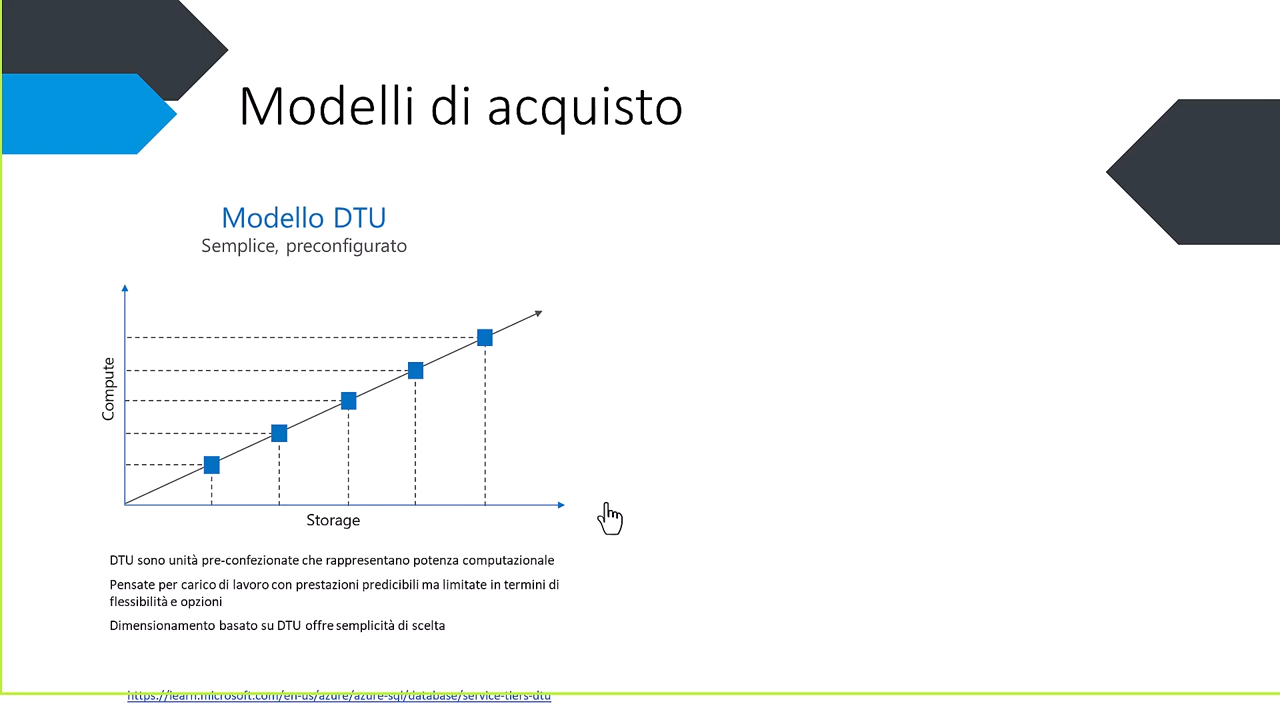 Modelli di acquisto
Modello DTU
Semplice, preconfigurato
Compute
Storage
DTU sono unità pre-confezionate che rappresentano potenza computazionale
Pensate per carico di lavoro con prestazioni predicibili ma limitate in termini di
flessibilità e opzioni
Dimensionamento basato su DTU offre semplicità di scelta
https://learn.microsoft.com/en-us/azure/azure-sql/database/service-tiers-dtu